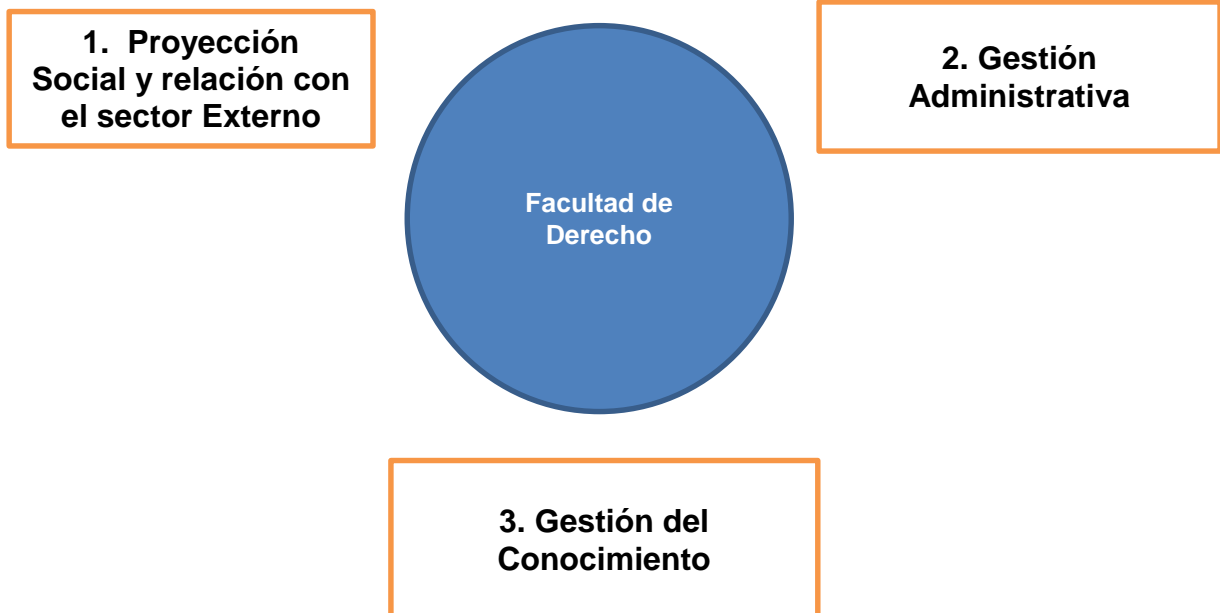 1. Proyección
Social y relación con
el sector Externo
2. Gestión
Administrativa
Facultad de
Derecho
3. Gestión del
Conocimiento